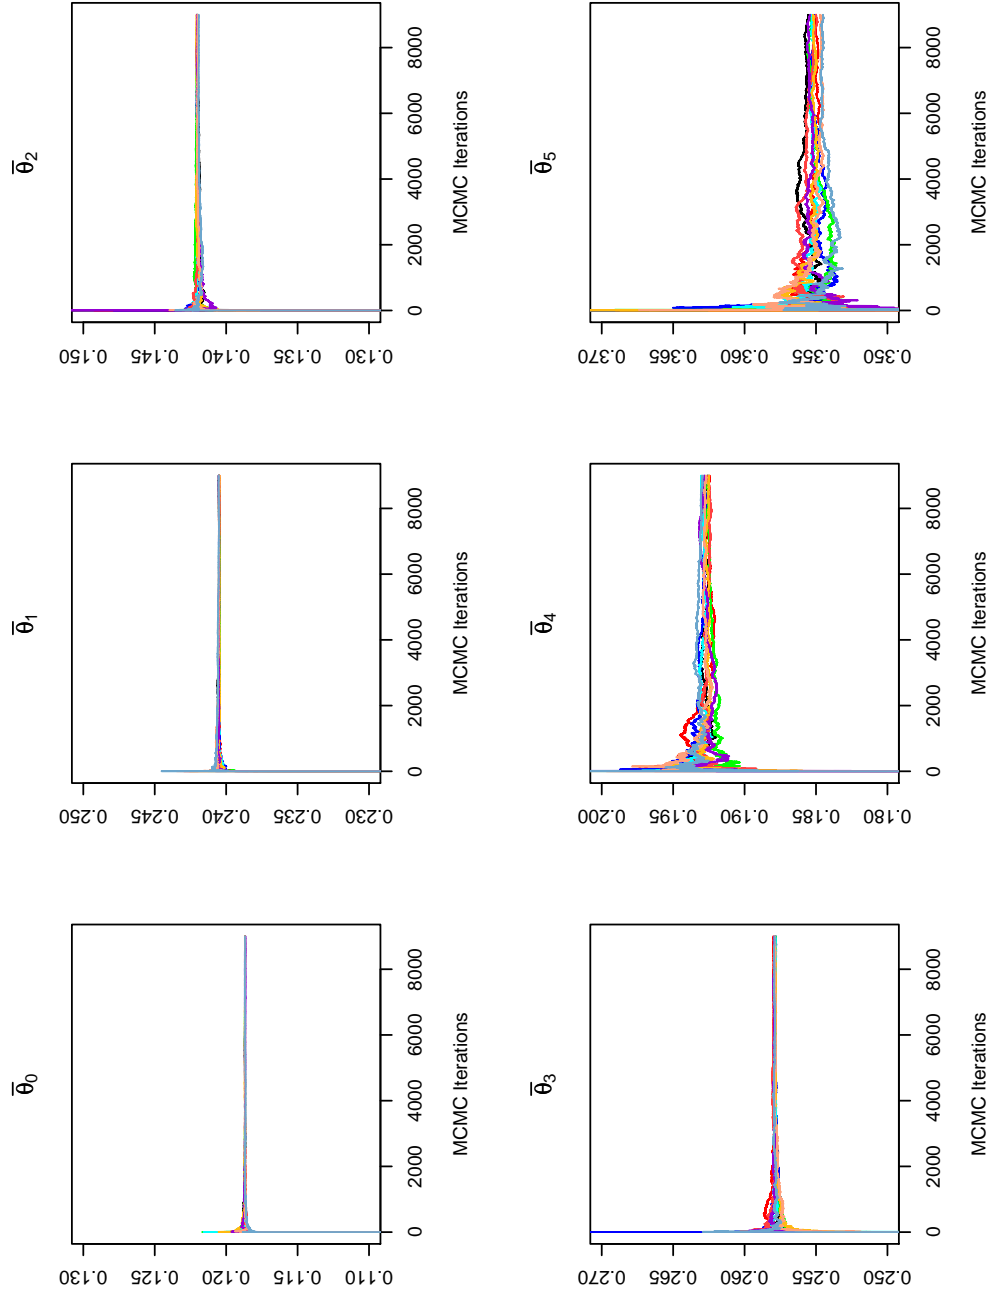 θ̅0
0.110 0.115 0.120 0.125 0.130
0 2000 4000 6000 8000
MCMC Iterations
θ̅1
0.230 0.235 0.240 0.245 0.250
0 2000 4000 6000 8000
MCMC Iterations
θ̅2
0.130 0.135 0.140 0.145 0.150
0 2000 4000 6000 8000
MCMC Iterations
θ̅3
0.250 0.255 0.260 0.265 0.270
0 2000 4000 6000 8000
MCMC Iterations
θ̅4
0.180 0.185 0.190 0.195 0.200
0 2000 4000 6000 8000
MCMC Iterations
θ̅5
0.350 0.355 0.360 0.365 0.370
0 2000 4000 6000 8000
MCMC Iterations